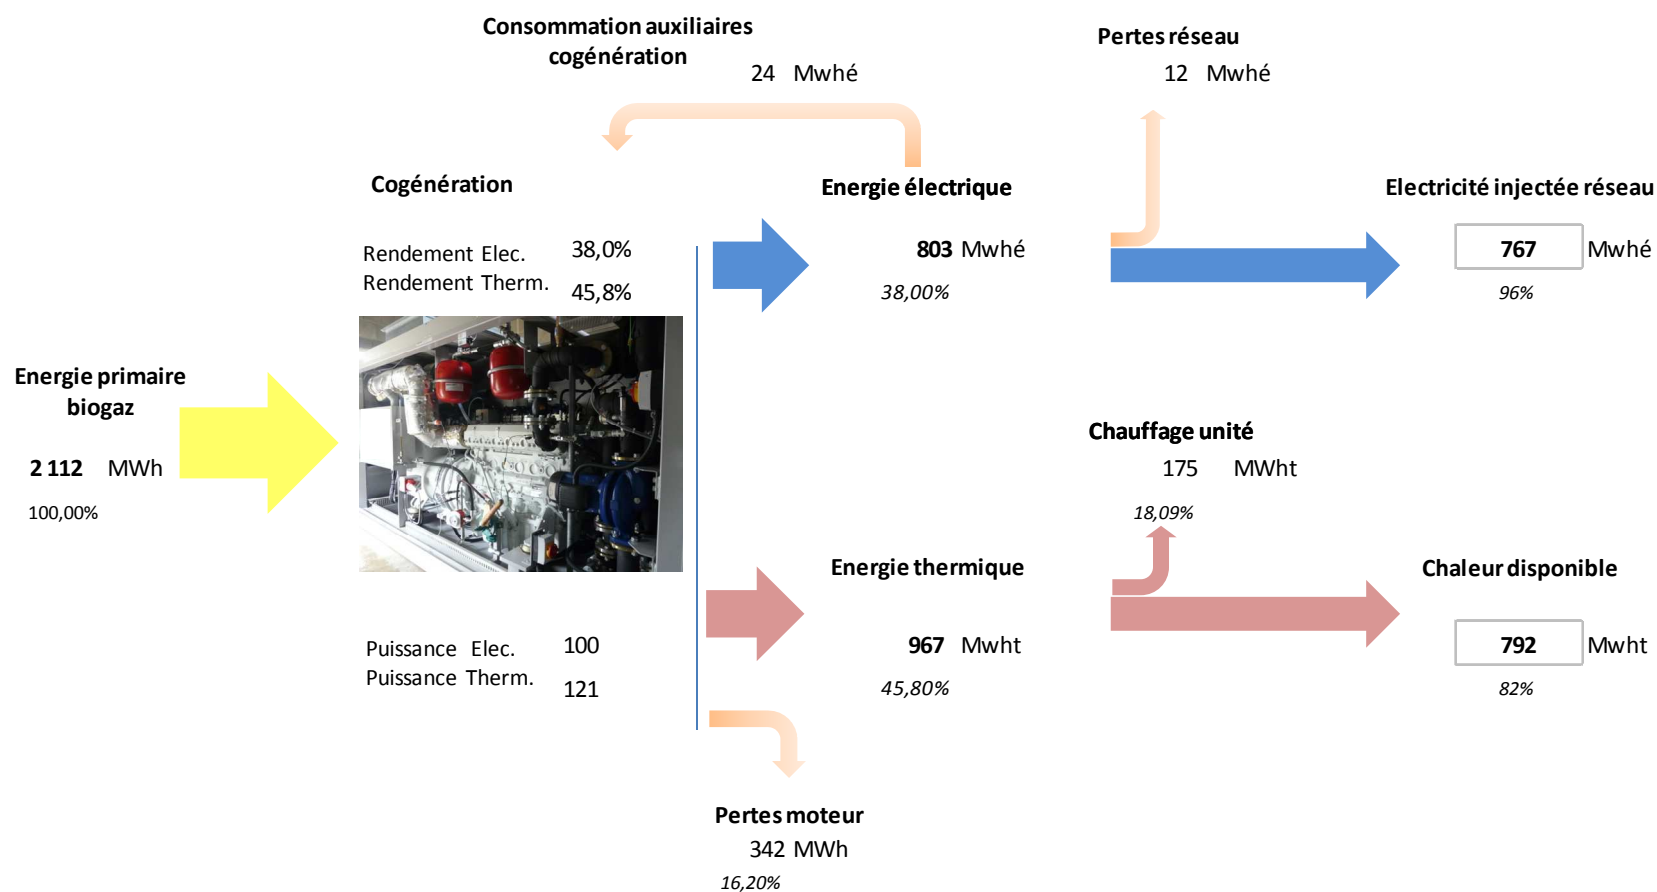 Consommation auxiliaires
cogénération
24 Mwhé
Pertes réseau
12 Mwhé
Cogénération
Energie électrique
Electricité injectée réseau
Rendement Elec. 38,0%
Rendement Therm. 45,8%
803 Mwhé
38,00%
767 Mwhé
96%
Energie primaire
biogaz
2 112 MWh
100,00%
Chauffage unité
175 MWht
18,09%
Energie thermique
Chaleur disponible
Puissance Elec. 100
Puissance Therm. 121
967 Mwht
45,80%
792 Mwht
82%
Pertes moteur
342 MWh
16,20%